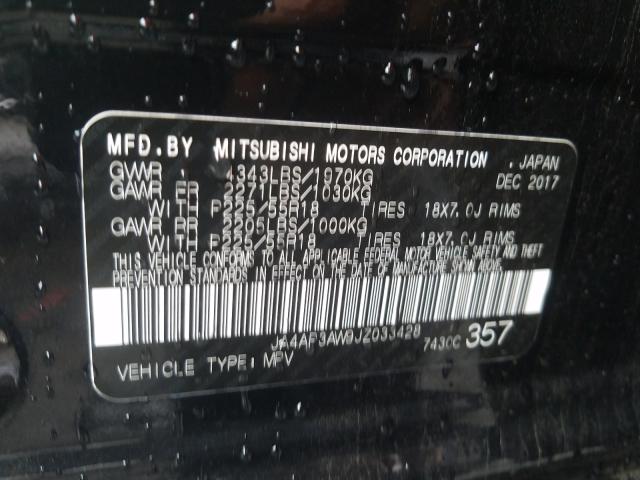 MFD.BY MITSUBISHI MOTORS CORPORATION , JAPAN
GVWR 4343LBS/1970KG DEC 2017
GAWR FR 2271LBS/1030KG
WITH P225/55R18 TIRES 18X7.0J RIMS
GAWR RR 2205LBS/1000KG
WITH P225/55R18 TIRES 18X7.0J RIMS
THIS VEHICLE CONFORMS TO ALL APPLICABLE FEDERAL MOTOR VEHICLE SAFETY AND THEFT
PREVENTION STANDARDS IN EFFECT ON THE DATE OF MANUFACTURE SHOWN ABOVE.
JA4AP3AW9JZ033428 743CC 357
VEHICLE TYPE: MPV